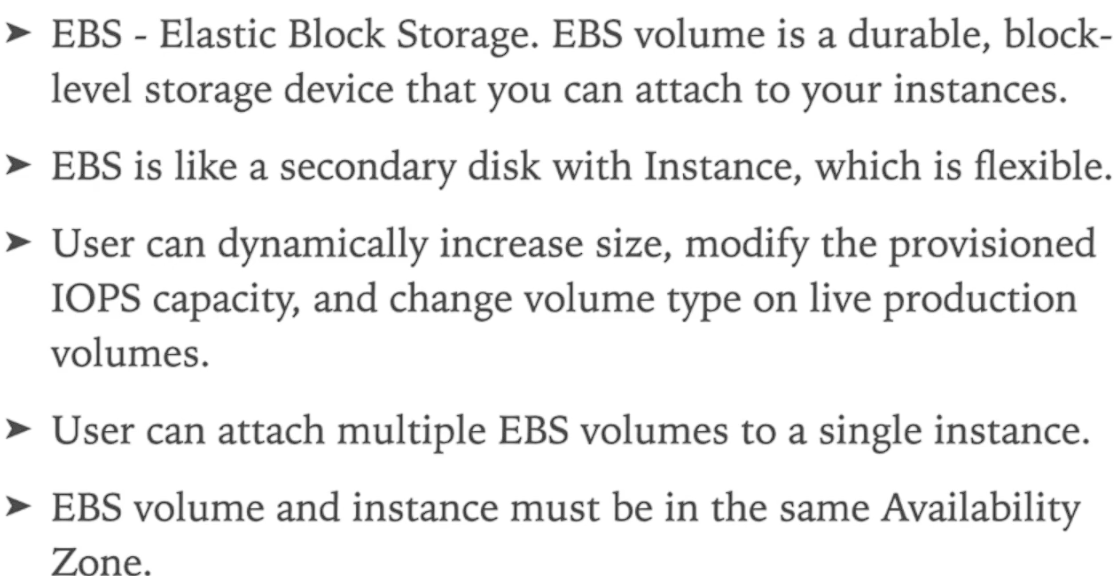 ➤ EBS - Elastic Block Storage. EBS volume is a durable, block-
level storage device that you can attach to your instances.
➤ EBS is like a secondary disk with Instance, which is flexible.
➤ User can dynamically increase size, modify the provisioned
IOPS capacity, and change volume type on live production
volumes.
➤ User can attach multiple EBS volumes to a single instance.
➤ EBS volume and instance must be in the same Availability
Zone.